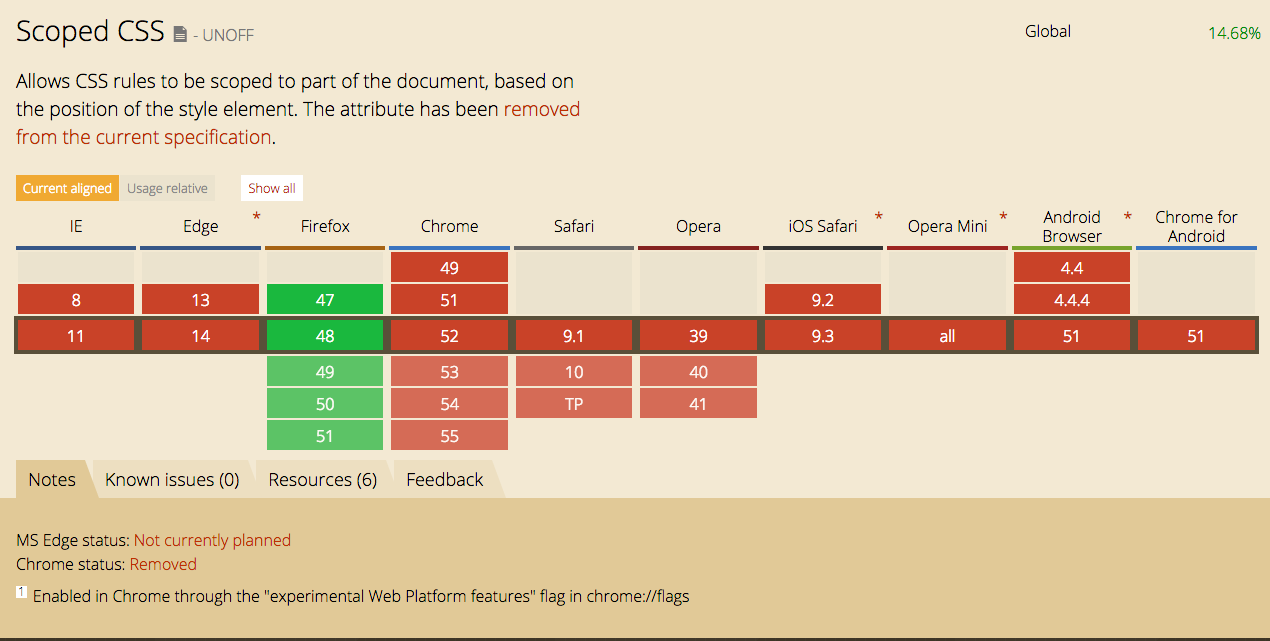 Scoped CSS - UNOFF
Global 14.68%
Allows CSS rules to be scoped to part of the document, based
on the position of the style element. The attribute has been removed
from the current specification.
Current aligned Usage relative Show all
IE Edge * Firefox Chrome Safari Opera iOS Safari * Opera Mini * Android Browser * Chrome for Android
49 4.4
8 13 47 51 9.2 4.4.4
11 14 48 52 9.1 39 9.3 all 51 51
49 53 10 40
50 54 TP 41
51 55
Notes Known issues (0) Resources (6) Feedback
MS Edge status: Not currently planned
Chrome status: Removed
1 Enabled in Chrome through the "experimental Web Platform features" flag in chrome://flags